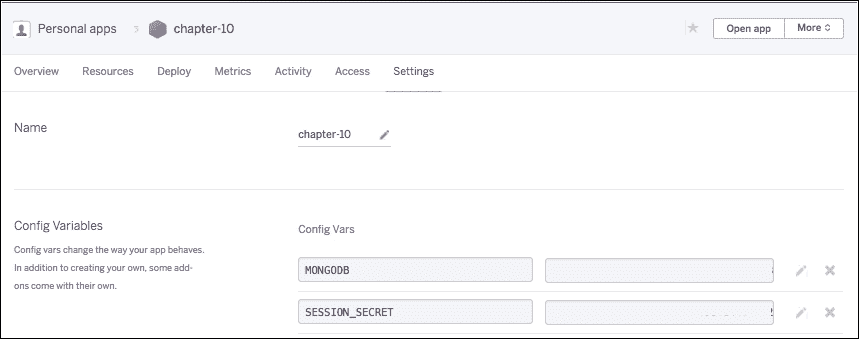 Personal apps chapter-10 Open app More
Overview Resources Deploy Metrics Activity Access Settings
Name
chapter-10
Config Variables
Config Vars
Config vars change the way your app behaves.
In addition to creating your own, some add-
ons come with their own.
MONGODB
SESSION_SECRET